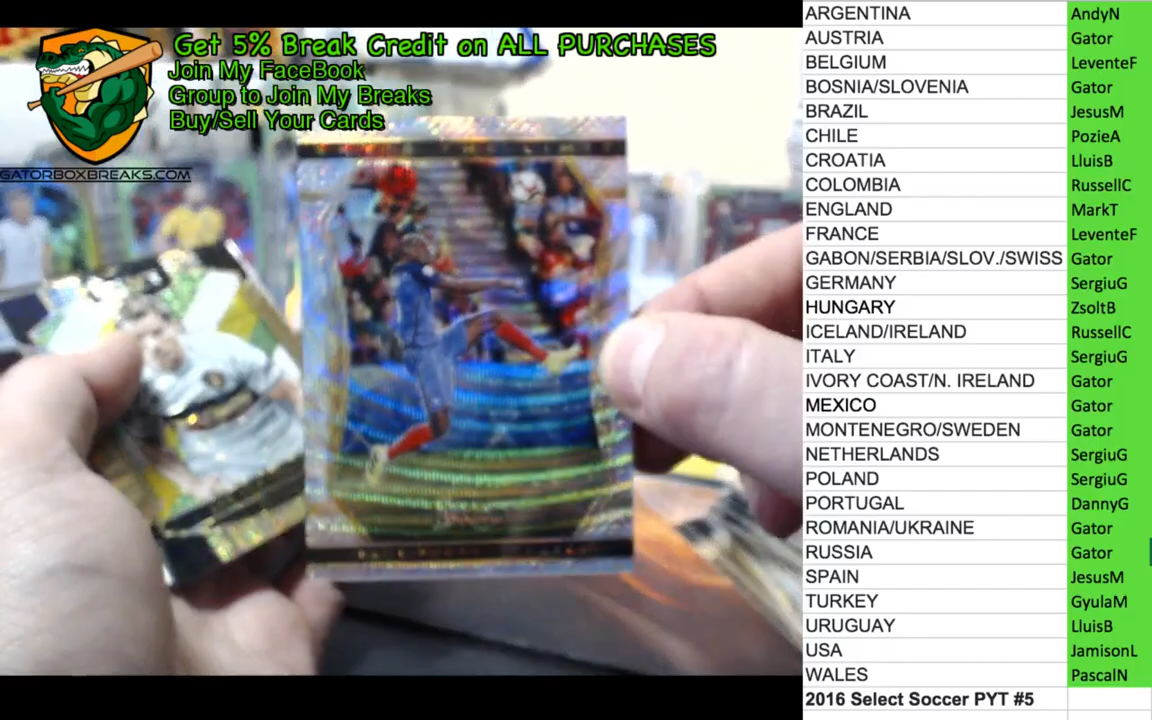 Get 5% Break Credit on ALL PURCHASES
Join My FaceBook
Group to Join My Breaks
Buy/Sell Your Cards
GATORBOXBREAKS.COM
ARGENTINA AndyN
AUSTRIA Gator
BELGIUM LeventeF
BOSNIA/SLOVENIA Gator
BRAZIL JesusM
CHILE PozieA
CROATIA LluisB
COLOMBIA RussellC
ENGLAND MarkT
FRANCE LeventeF
GABON/SERBIA/SLOV./SWISS Gator
GERMANY SergiuG
HUNGARY ZsoltB
ICELAND/IRELAND RussellC
ITALY SergiuG
IVORY COAST/N. IRELAND Gator
MEXICO Gator
MONTENEGRO/SWEDEN Gator
NETHERLANDS SergiuG
POLAND SergiuG
PORTUGAL DannyG
ROMANIA/UKRAINE Gator
RUSSIA Gator
SPAIN JesusM
TURKEY GyulaM
URUGUAY LluisB
USA JamisonL
WALES PascalN
2016 Select Soccer PYT #5